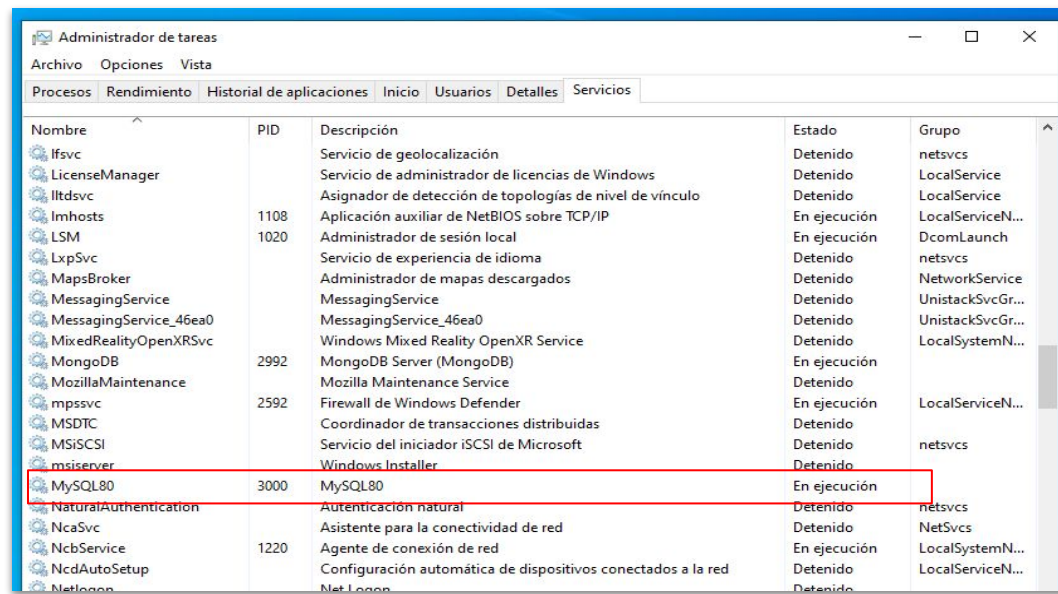 Administrador de tareas
Archivo Opciones Vista
Procesos Rendimiento Historial de aplicaciones Inicio Usuarios Detalles Servicios
Nombre PID Descripción Estado Grupo
lfsvc Servicio de geolocalización Detenido netsvcs
LicenseManager Servicio de administrador de licencias de Windows Detenido LocalService
lltdsvc Asignador de detección de topologías de nivel de vínculo Detenido LocalService
lmhosts 1108 Aplicación auxiliar de NetBIOS sobre TCP/IP En ejecución LocalServiceN...
LSM 1020 Administrador de sesión local En ejecución DcomLaunch
LxpSvc Servicio de experiencia de idioma Detenido netsvcs
MapsBroker Administrador de mapas descargados Detenido NetworkService
MessagingService MessagingService Detenido UnistackSvcGr...
MessagingService_46ea0 MessagingService_46ea0 Detenido UnistackSvcGr...
MixedRealityOpenXRSvc Windows Mixed Reality OpenXR Service Detenido LocalSystemN...
MongoDB 2992 MongoDB Server (MongoDB) En ejecución
MozillaMaintenance Mozilla Maintenance Service Detenido
mpssvc 2592 Firewall de Windows Defender En ejecución LocalServiceN...
MSDTC Coordinador de transacciones distribuidas Detenido
MSiSCSI Servicio del iniciador iSCSI de Microsoft Detenido netsvcs
msiserver Windows Installer Detenido
MySQL80 3000 MySQL80 En ejecución
NaturalAuthentication Autenticación natural Detenido netsvcs
NcaSvc Asistente para la conectividad de red Detenido NetSvcs
NcbService 1220 Agente de conexión de red En ejecución LocalSystemN...
NcdAutoSetup Configuración automática de dispositivos conectados a la red Detenido LocalServiceN...
Netlogon Net Logon Detenido